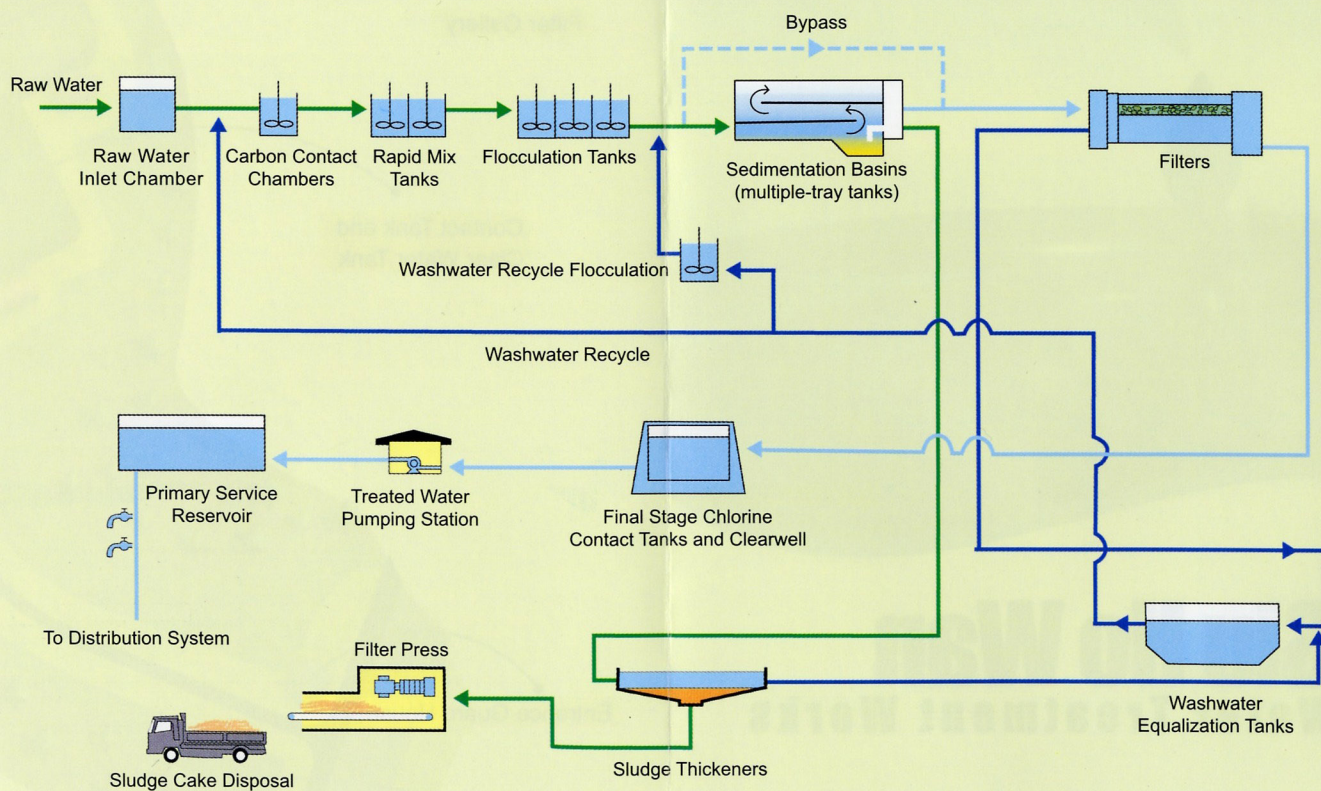 Bypass
Raw Water
Raw Water
Inlet Chamber
Carbon Contact
Chambers
Rapid Mix
Tanks
Flocculation Tanks
Sedimentation Basins
(multiple-tray tanks)
Filters
Washwater Recycle Flocculation
Washwater Recycle
Primary Service
Reservoir
Treated Water
Pumping Station
Final Stage Chlorine
Contact Tanks and Clearwell
To Distribution System
Filter Press
Washwater
Equalization Tanks
Sludge Thickeners
Sludge Cake Disposal